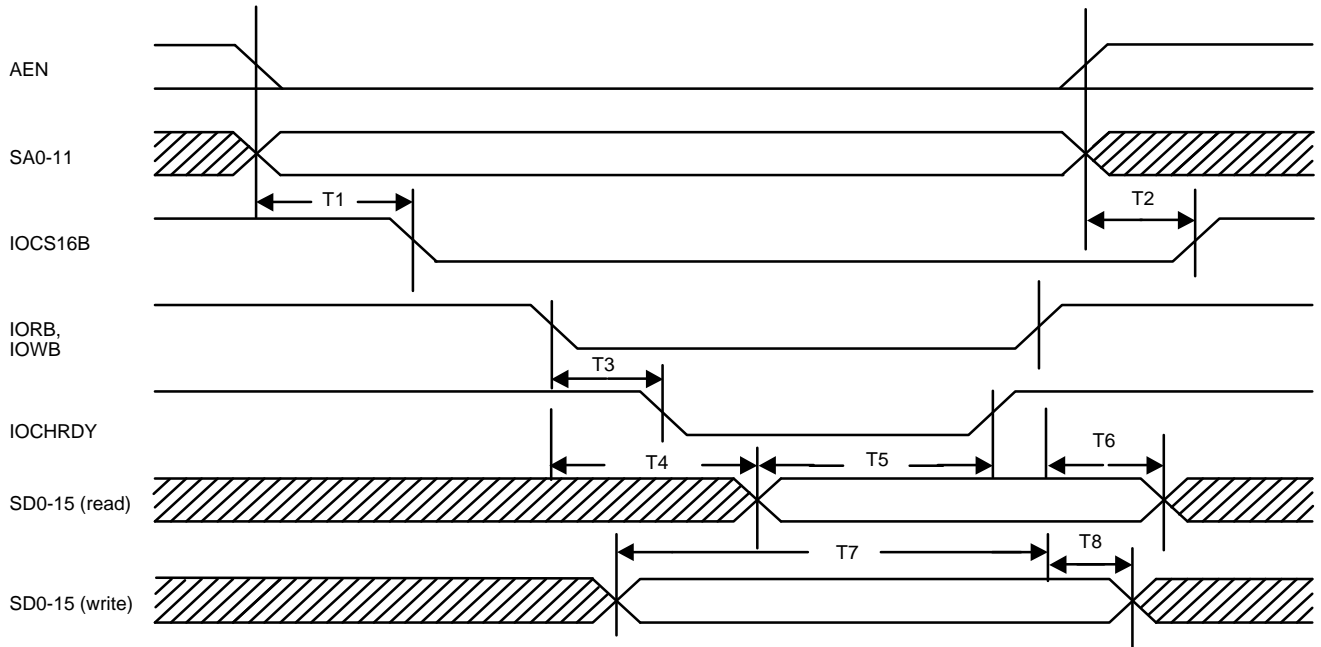 AEN
SA0-11
T1
T2
IOCS16B
IORB,
IOWB
T3
IOCHRDY
T4
T5
T6
SD0-15 (read)
T7
T8
SD0-15 (write)